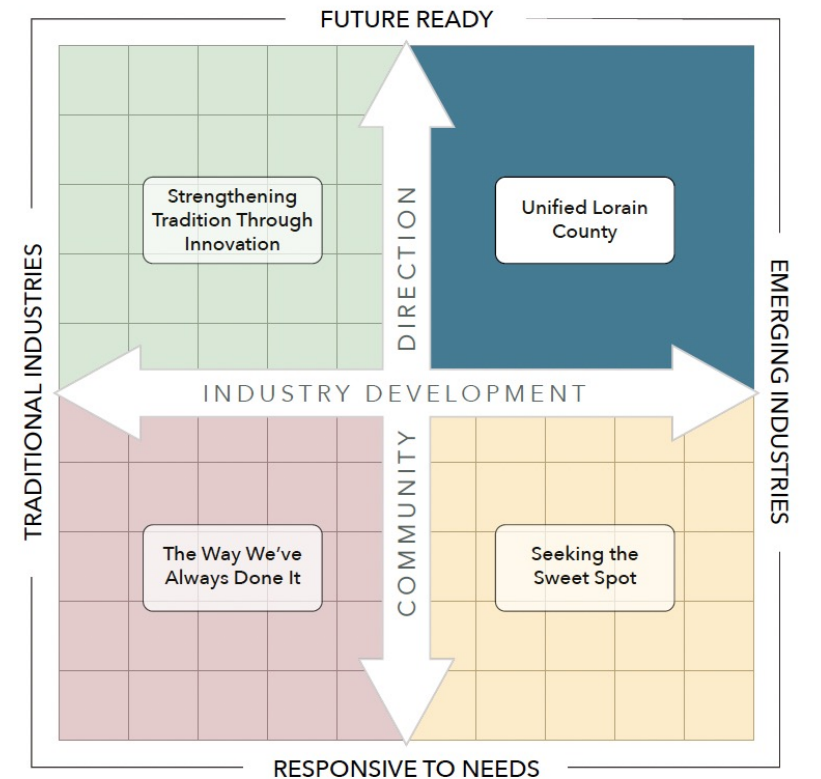 FUTURE READY
Strengthening
Tradition Through
Innovation
Unified Lorain
County
TRADITIONAL INDUSTRIES
COMMUNITY DIRECTION
INDUSTRY DEVELOPMENT
EMERGING INDUSTRIES
The Way We’ve
Always Done It
Seeking the
Sweet Spot
RESPONSIVE TO NEEDS